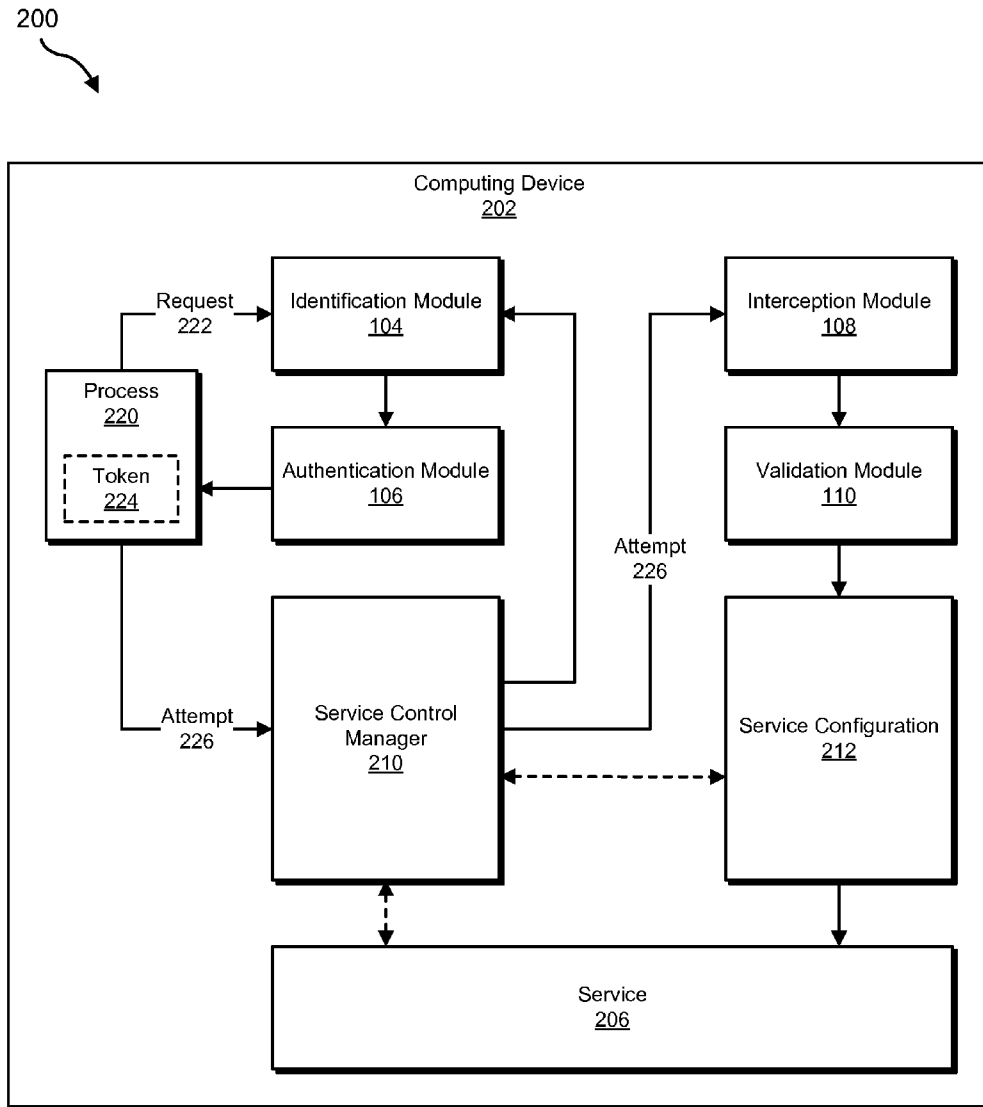 200
Computing Device
202
Request
222
Identification Module
104
Interception Module
108
Process
220
Token
224
Authentication Module
106
Validation Module
110
Attempt
226
Attempt
226
Service Control
Manager
210
Service Configuration
212
Service
206